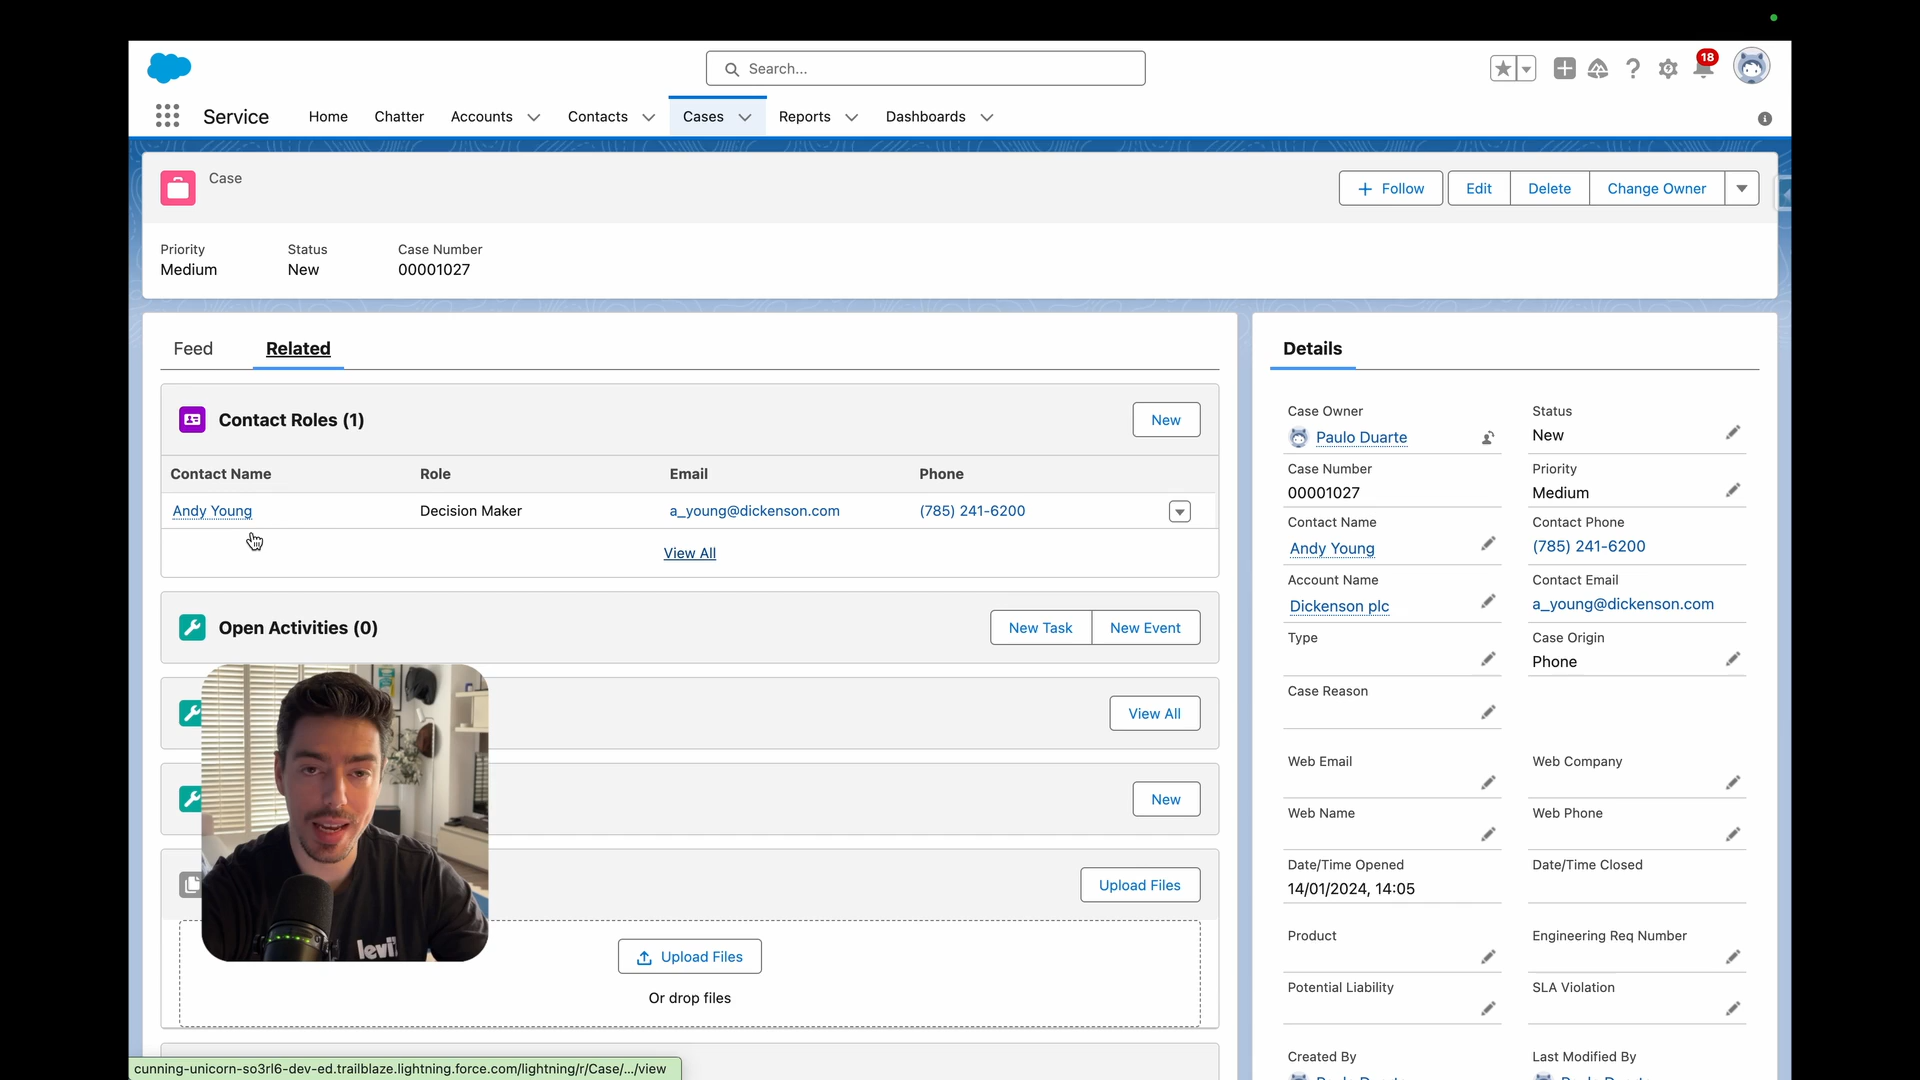 Search...
18
Service
Home
Chatter
Accounts
Contacts
Cases
Reports
Dashboards
Case
Follow
Edit
Delete
Change Owner
Priority
Medium
Status
New
Case Number
00001027
Feed
Related
Contact Roles (1)
New
Contact Name
Role
Email
Phone
Andy Young
Decision Maker
a_young@dickenson.com
(785) 241-6200
View All
Open Activities (0)
New Task
New Event
View All
New
Upload Files
Upload Files
Or drop files
levi
Details
Case Owner
Paulo Duarte
Status
New
Case Number
00001027
Priority
Medium
Contact Name
Andy Young
Contact Phone
(785) 241-6200
Account Name
Dickenson plc
Contact Email
a_young@dickenson.com
Type
Case Origin
Phone
Case Reason
Web Email
Web Company
Web Name
Web Phone
Date/Time Opened
14/01/2024, 14:05
Date/Time Closed
Product
Engineering Req Number
Potential Liability
SLA Violation
Created By
Last Modified By
cunning-unicorn-so3rl6-dev-ed.trailblaze.lightning.force.com/lightning/r/Case/.../view